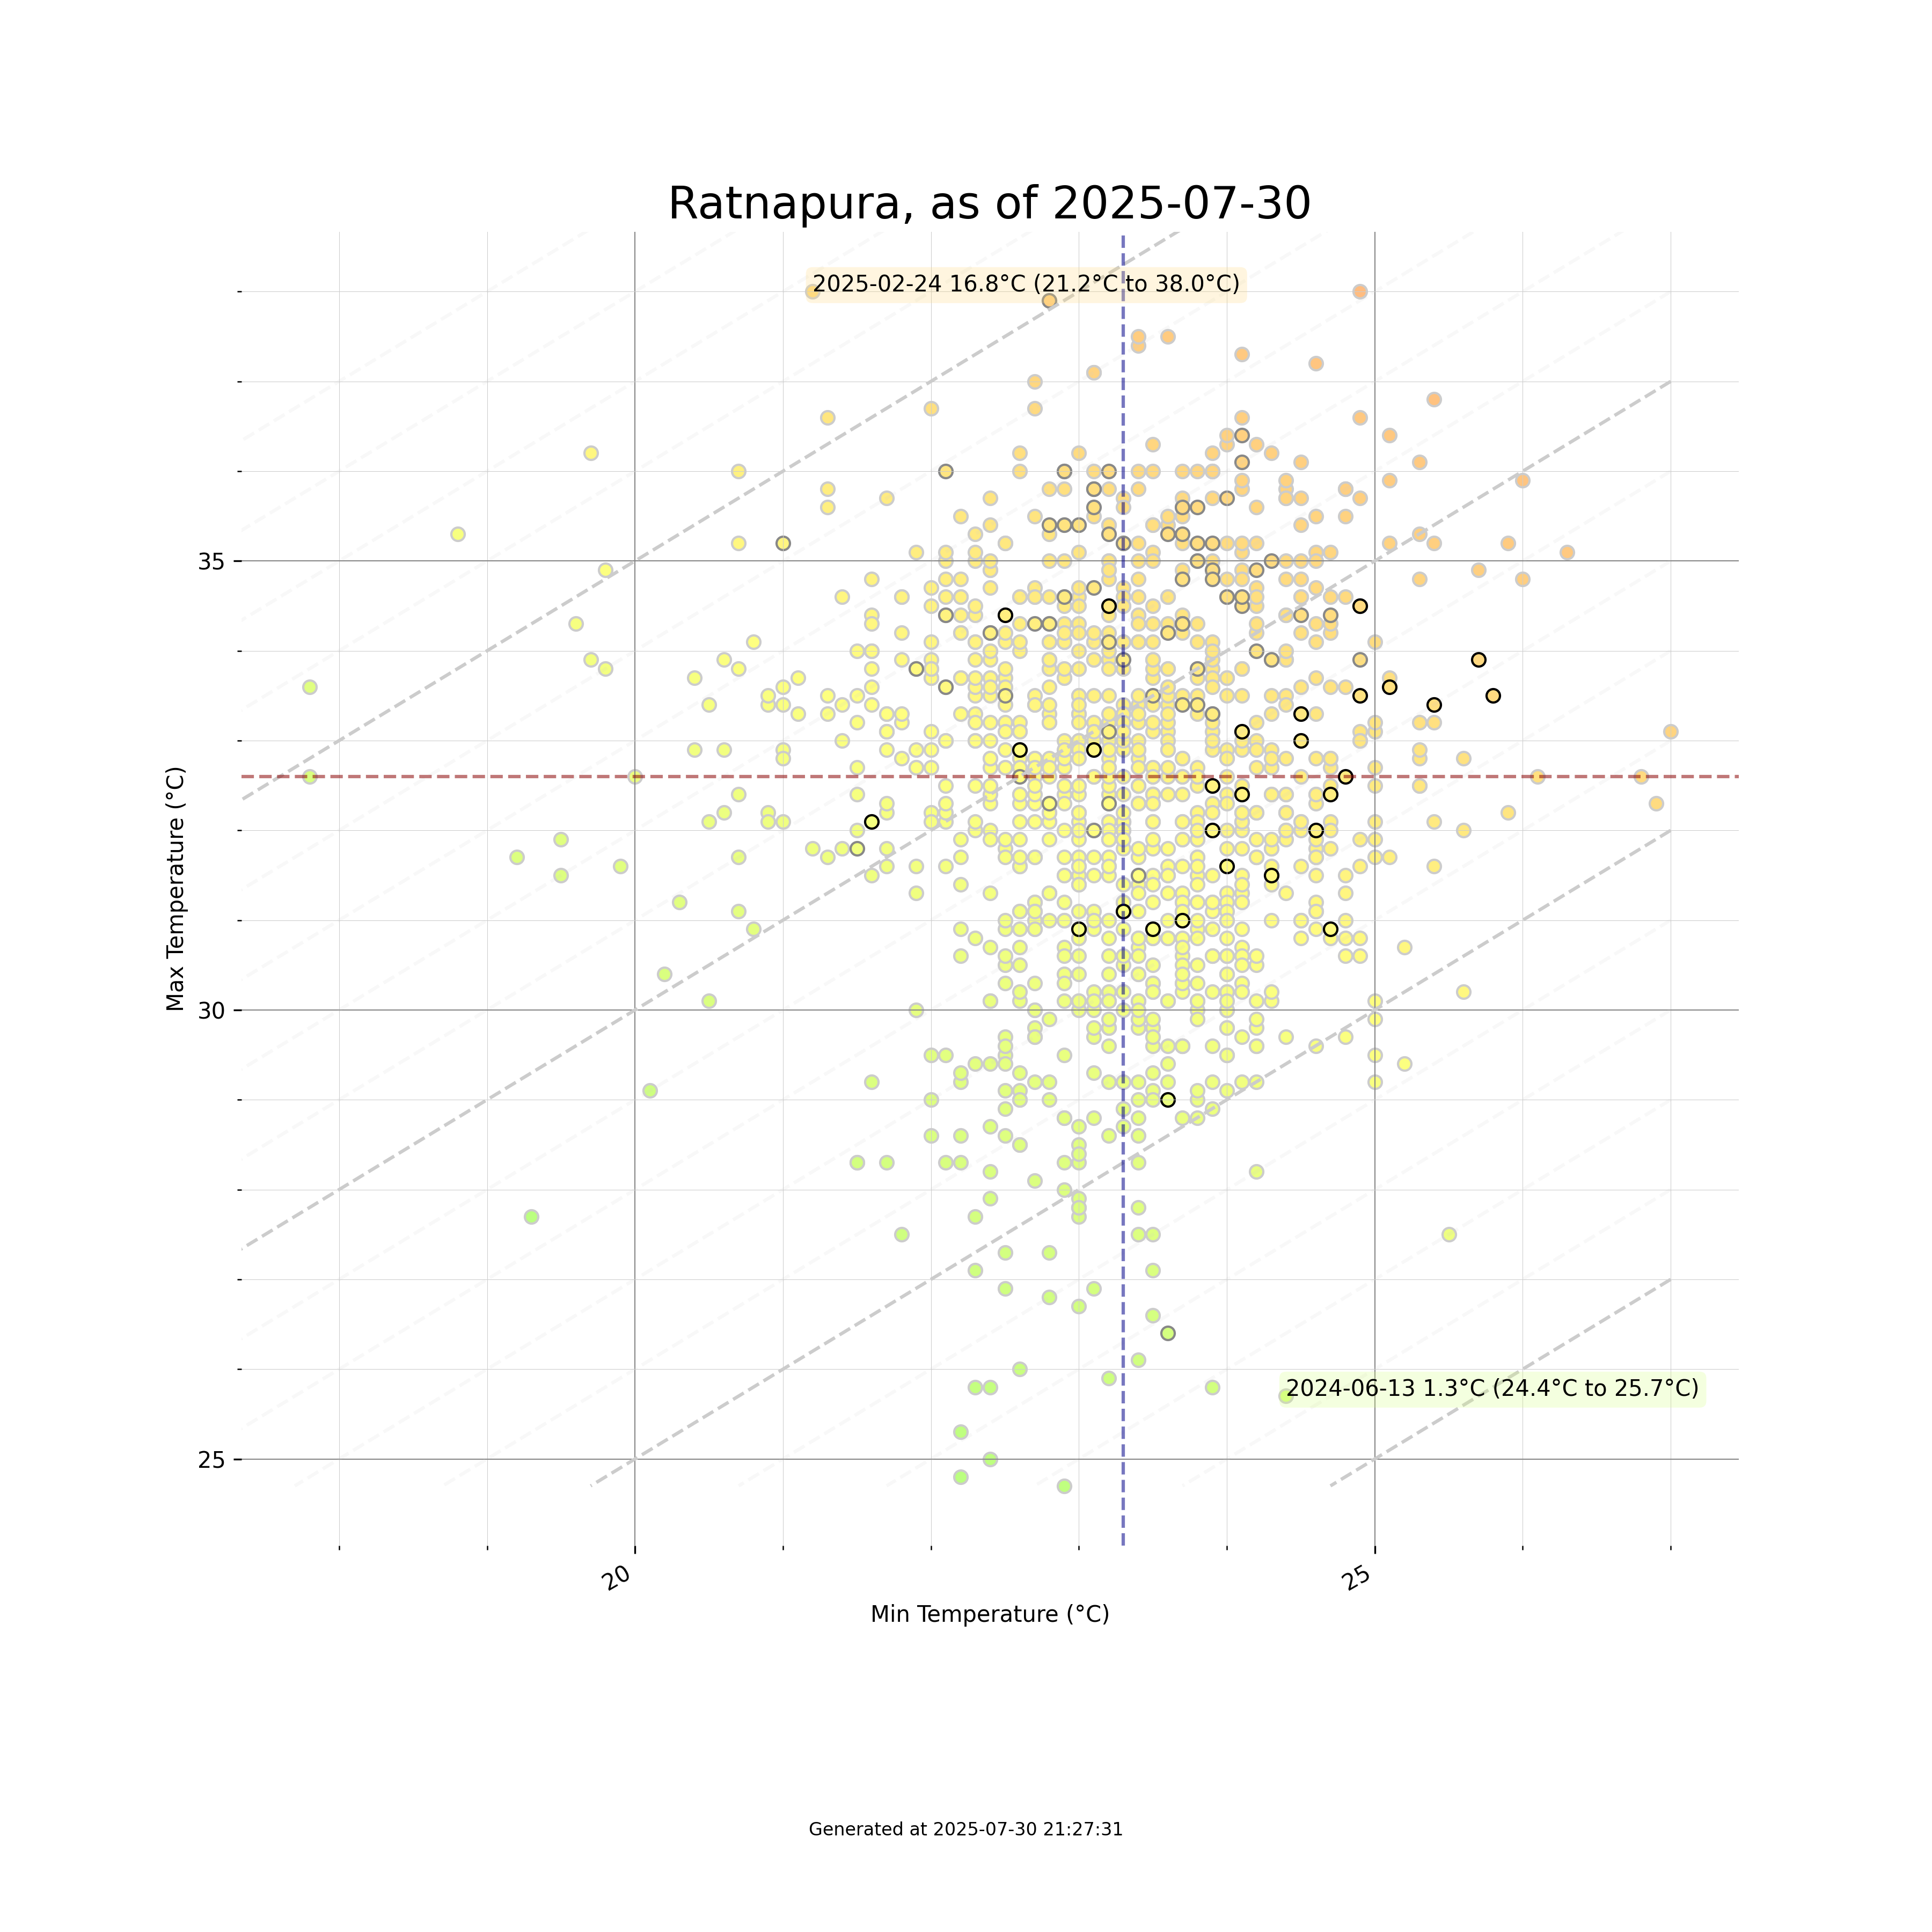 Ratnapura, as of 2025-07-30
2025-02-24 16.8°C (21.2°C to 38.0°C)
35
Max Temperature (°C)
30
2024-06-13 1.3°C (24.4°C to 25.7°C)
25
20
25
Min Temperature (°C)
Generated at 2025-07-30 21:27:31